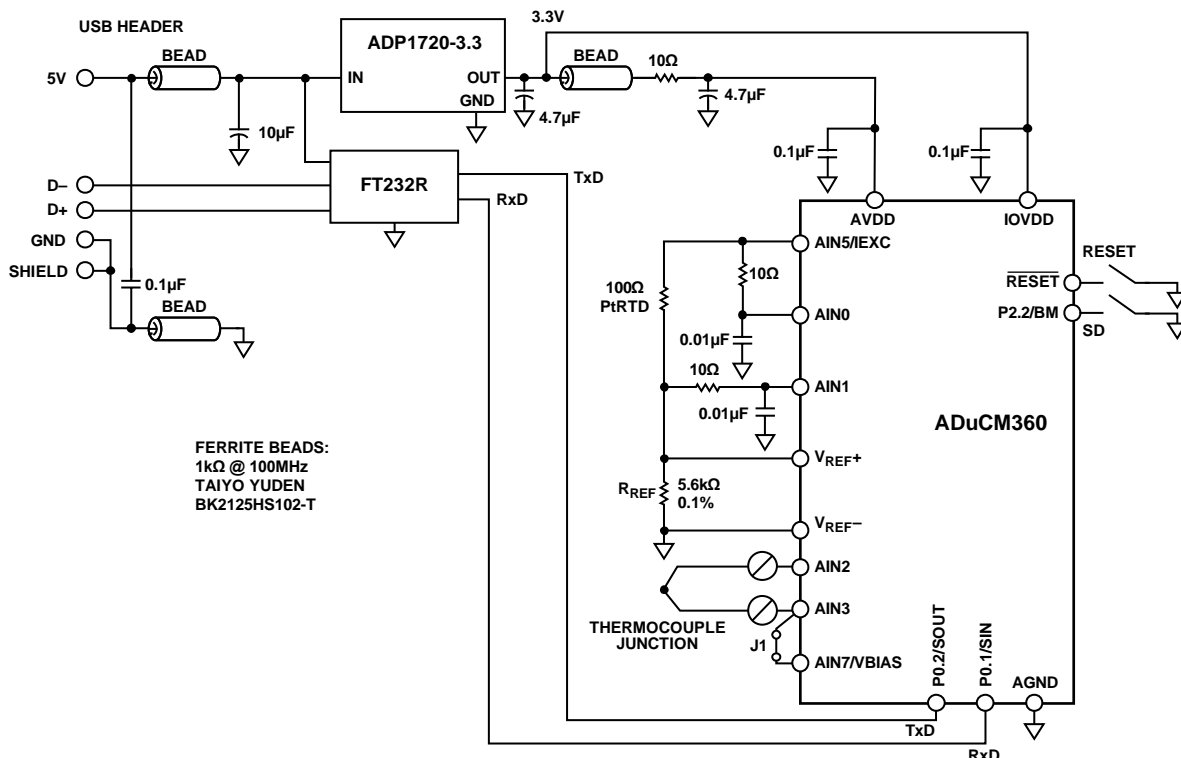 USB HEADER
5V
BEAD
10µF
ADP1720-3.3
IN
OUT
GND
3.3V
4.7µF
BEAD
10Ω
4.7µF
0.1µF
0.1µF
D–
D+
GND
SHIELD
0.1µF
BEAD
FT232R
TxD
RxD
AVDD
IOVDD
AIN5/IEXC
100Ω
PtRTD
10Ω
AIN0
0.01µF
10Ω
AIN1
0.01µF
RESET
RESET
P2.2/BM
SD
ADuCM360
VREF+
RREF
5.6kΩ
0.1%
VREF–
AIN2
AIN3
THERMOCOUPLE
JUNCTION
J1
AIN7/VBIAS
P0.2/SOUT
P0.1/SIN
AGND
TxD
RxD
FERRITE BEADS:
1kΩ @ 100MHz
TAIYO YUDEN
BK2125HS102-T